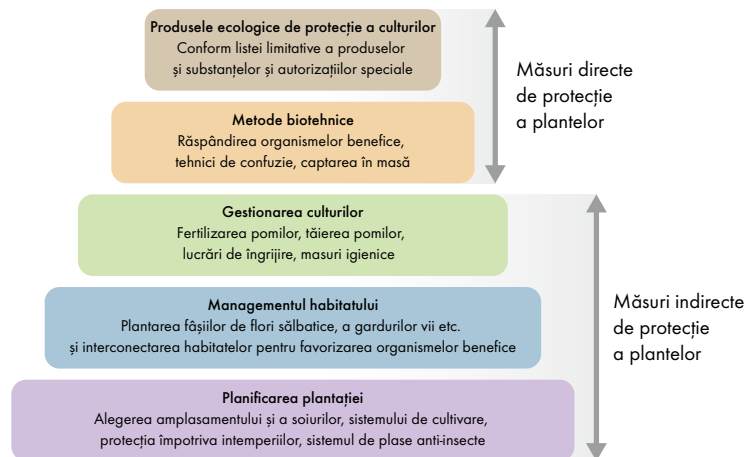 Produsele ecologice de protecție a culturilor
Conform listei limitative a produselor
și substanțelor și autorizațiilor speciale
Măsuri directe
de protecție
a plantelor
Metode biotehnice
Răspândirea organismelor benefice,
tehnici de confuzie, captarea în masă
Gestionarea culturilor
Fertilizarea pomilor, tăierea pomilor,
lucrări de îngrijire, masuri igienice
Managementul habitatului
Plantarea fâșiilor de flori sălbatice, a gardurilor vii etc.
și interconectarea habitatelor pentru favorizarea organismelor benefice
Măsuri indirecte
de protecție
a plantelor
Planificarea plantației
Alegerea amplasamentului și a soiurilor, sistemului de cultivare,
protecția împotriva intemperiilor, sistemul de plase anti-insecte